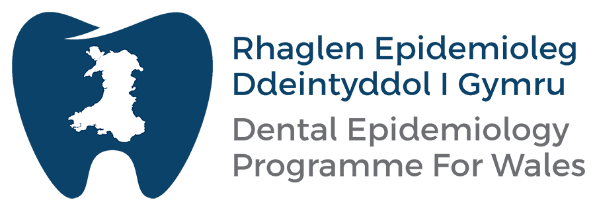 Rhaglen Epidemioleg
Ddeintyddol I Gymru
Dental Epidemiology
Programme For Wales